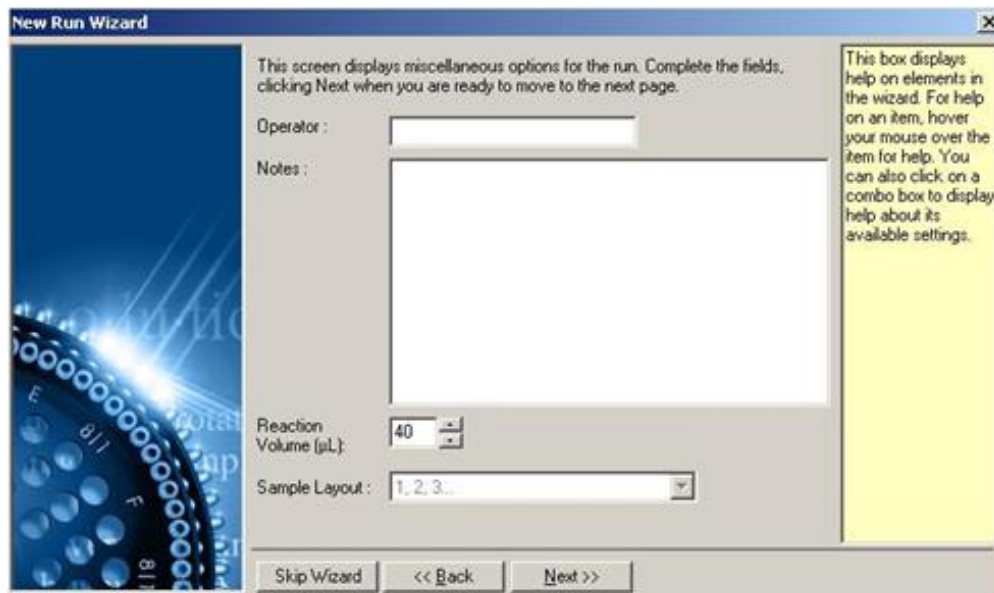 New Run Wizard
This screen displays miscellaneous options for the run. Complete the fields,
clicking Next when you are ready to move to the next page.
Operator :
Notes :
Reaction
Volume (µL):
40
Sample Layout :
1, 2, 3...
Skip Wizard
<< Back
Next >>
This box displays
help on elements in
the wizard. For help
on an item, hover
your mouse over the
item for help. You
can also click on a
combo box to display
help about its
available settings.
E
8|1
F
8|1